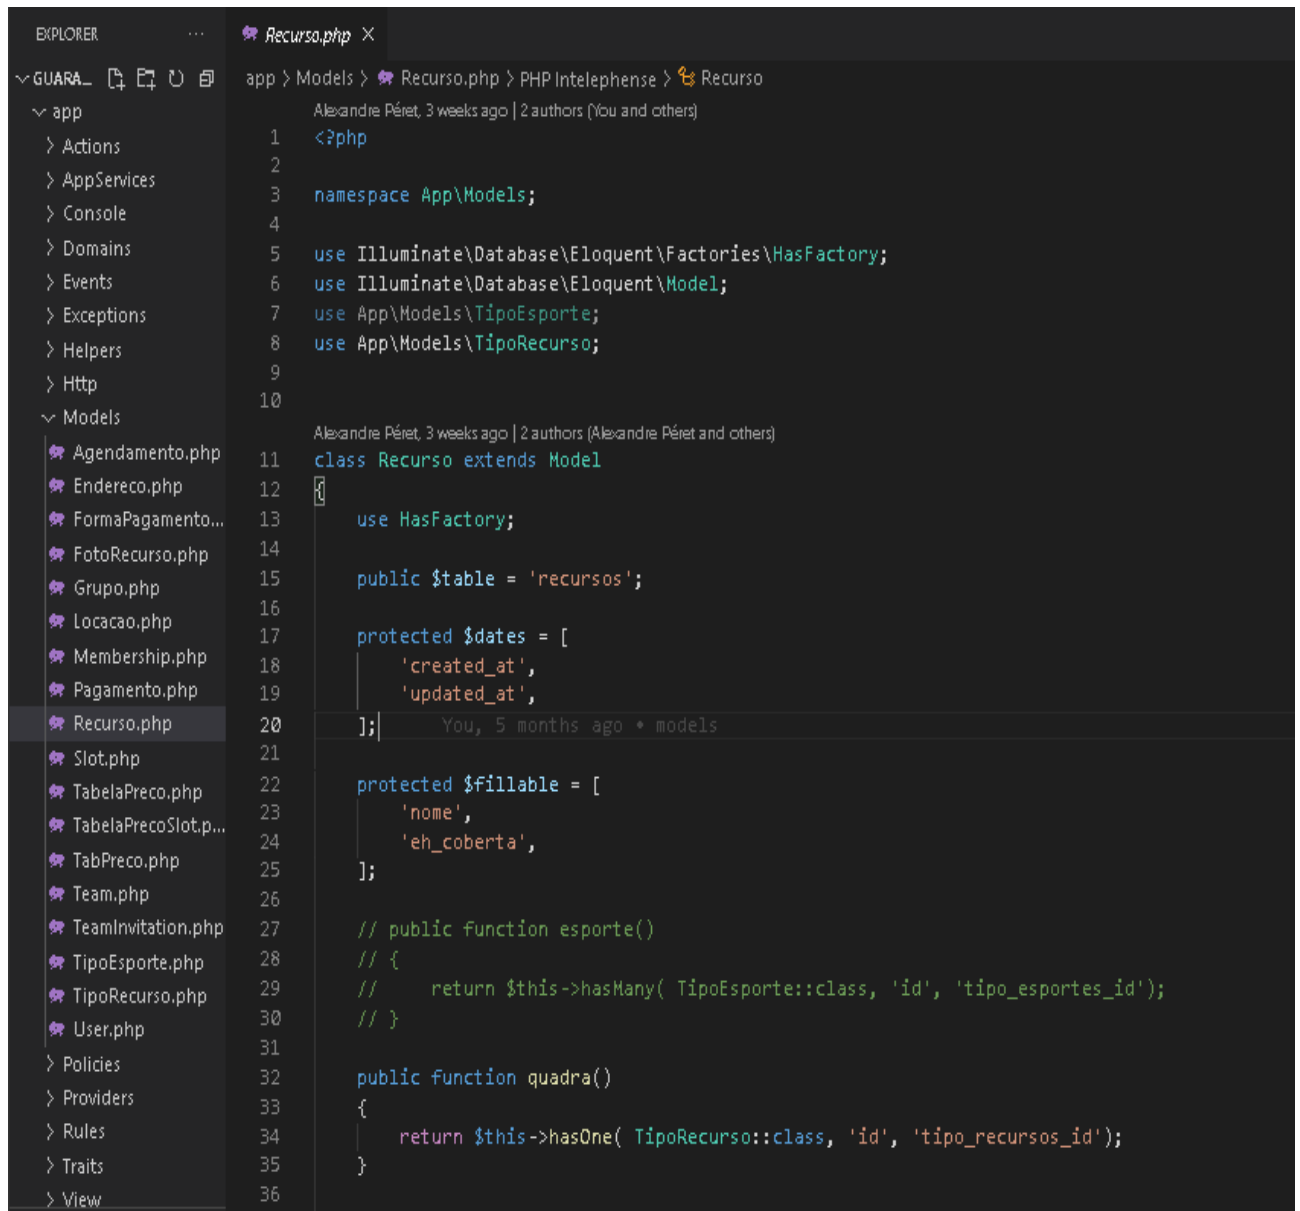 EXPLORER ...
GUARA...
app
Actions
AppServices
Console
Domains
Events
Exceptions
Helpers
Http
Models
Agendamento.php
Endereco.php
FormaPagamento...
FotoRecurso.php
Grupo.php
Locacao.php
Membership.php
Pagamento.php
Recurso.php
Slot.php
TabelaPreco.php
TabelaPrecoSlot.p...
TabPreco.php
Team.php
TeamInvitation.php
TipoEsporte.php
TipoRecurso.php
User.php
Policies
Providers
Rules
Traits
View
Recurso.php
app > Models > Recurso.php > PHP Intelephense > Recurso
Alexandre Péret, 3 weeks ago | 2 authors (You and others)
1 <?php
2
3 namespace App\Models;
4
5 use Illuminate\Database\Eloquent\Factories\HasFactory;
6 use Illuminate\Database\Eloquent\Model;
7 use App\Models\TipoEsporte;
8 use App\Models\TipoRecurso;
9
10
Alexandre Péret, 3 weeks ago | 2 authors (Alexandre Péret and others)
11 class Recurso extends Model
12 {
13 use HasFactory;
14
15 public $table = 'recursos';
16
17 protected $dates = [
18 'created_at',
19 'updated_at',
20 ]; You, 5 months ago • models
21
22 protected $fillable = [
23 'nome',
24 'eh_coberta',
25 ];
26
27 // public function esporte()
28 // {
29 // return $this->hasMany( TipoEsporte::class, 'id', 'tipo_esportes_id');
30 // }
31
32 public function quadra()
33 {
34 return $this->hasOne( TipoRecurso::class, 'id', 'tipo_recursos_id');
35 }
36